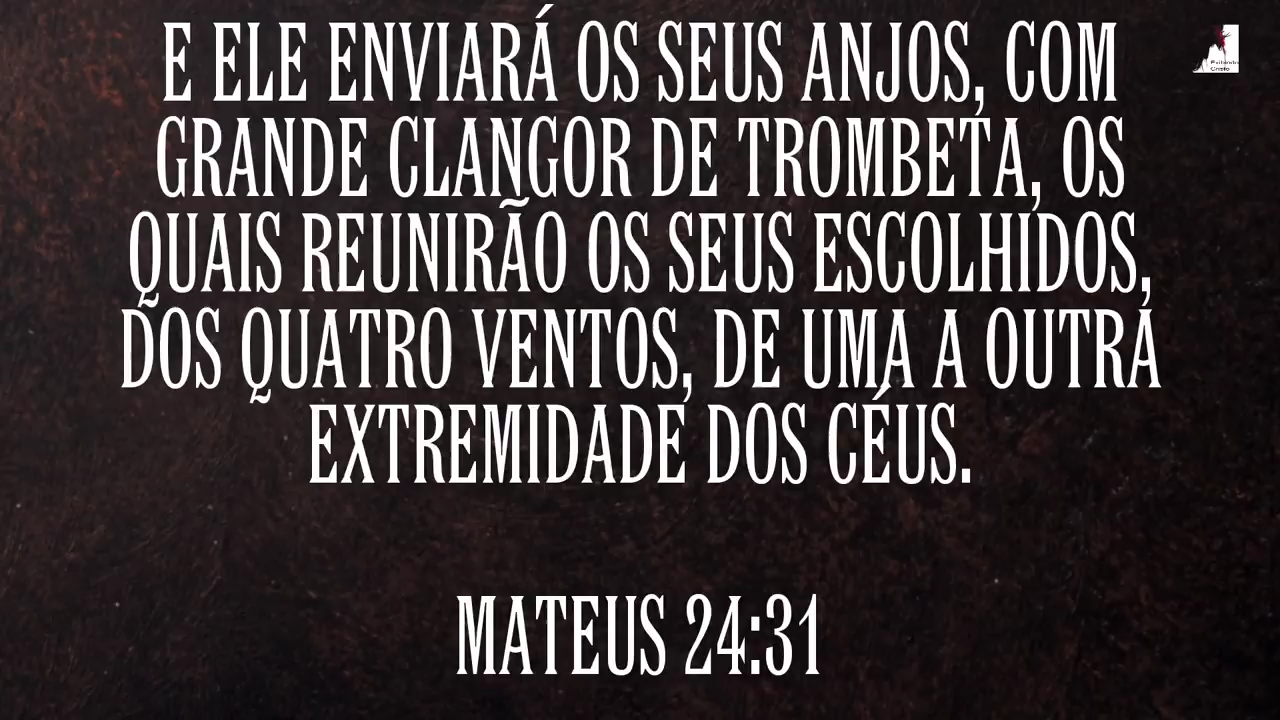 E ELE ENVIARÁ OS SEUS ANJOS, COM
GRANDE CLANGOR DE TROMBETA, OS
QUAIS REUNIRÃO OS SEUS ESCOLHIDOS,
DOS QUATRO VENTOS, DE UMA A OUTRA
EXTREMIDADE DOS CÉUS.
MATEUS 24:31
Cristo